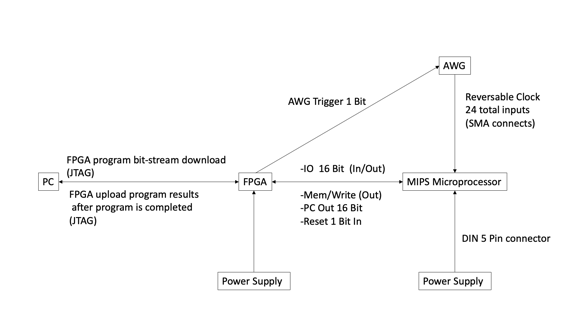 AWG
AWG Trigger 1 Bit
Reversable Clock
24 total inputs
(SMA connects)
FPGA program bit-stream download
(JTAG)
PC
FPGA upload program results
after program is completed
(JTAG)
FPGA
-IO 16 Bit (In/Out)
-Mem/Write (Out)
-PC Out 16 Bit
-Reset 1 Bit In
MIPS Microprocessor
DIN 5 Pin connector
Power Supply
Power Supply